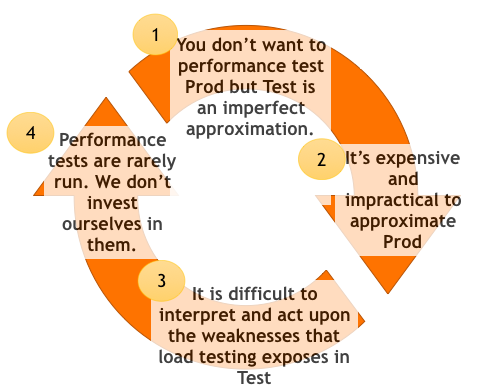 1
You don't want to
performance test
Prod but Test is
an imperfect
approximation.
2
It's expensive
and
impractical to
approximate
Prod
3
It is difficult to
interpret and act upon
the weaknesses that
load testing exposes in
Test
4
Performance
tests are rarely
run. We don't
invest
ourselves in
them.